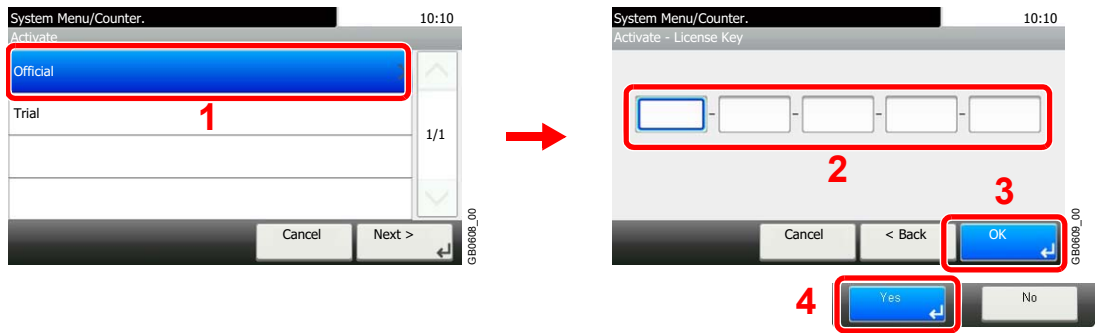 System Menu/Counter.
10:10
Activate
Official
Trial
1
1/1
Cancel
Next >
GB0608_00
System Menu/Counter.
10:10
Activate - License Key
- - - -
2
3
Cancel
< Back
OK
GB0609_00
4
Yes
No